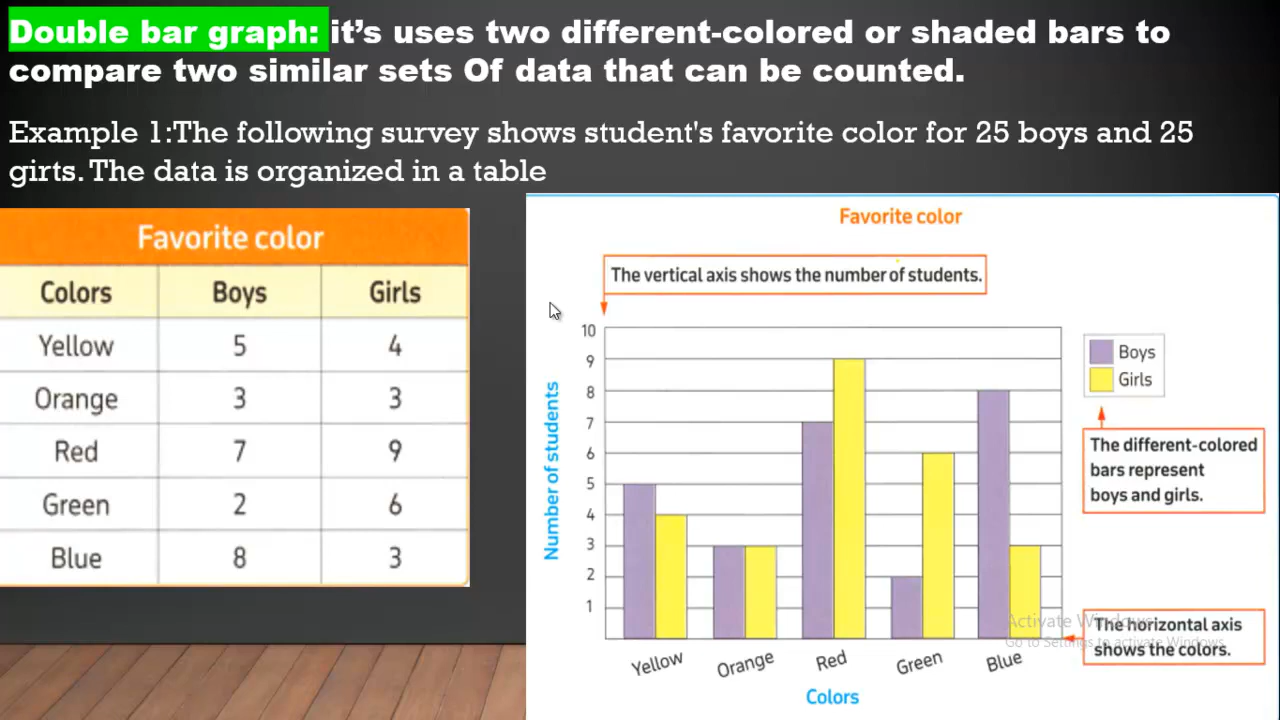 Double bar graph: it’s uses two different-colored or shaded bars to
compare two similar sets Of data that can be counted.
Example 1:The following survey shows student's favorite color for 25 boys and 25
girts. The data is organized in a table
Favorite color
Colors Boys Girls
Yellow 5 4
Orange 3 3
Red 7 9
Green 2 6
Blue 8 3
Favorite color
The vertical axis shows the number of students.
Number of students
10
9
8
7
6
5
4
3
2
1
Yellow Orange Red Green Blue
Colors
Boys
Girls
The different-colored
bars represent
boys and girls.
The horizontal axis
shows the colors.
Activate Windows
Go to Settings to activate Windows.